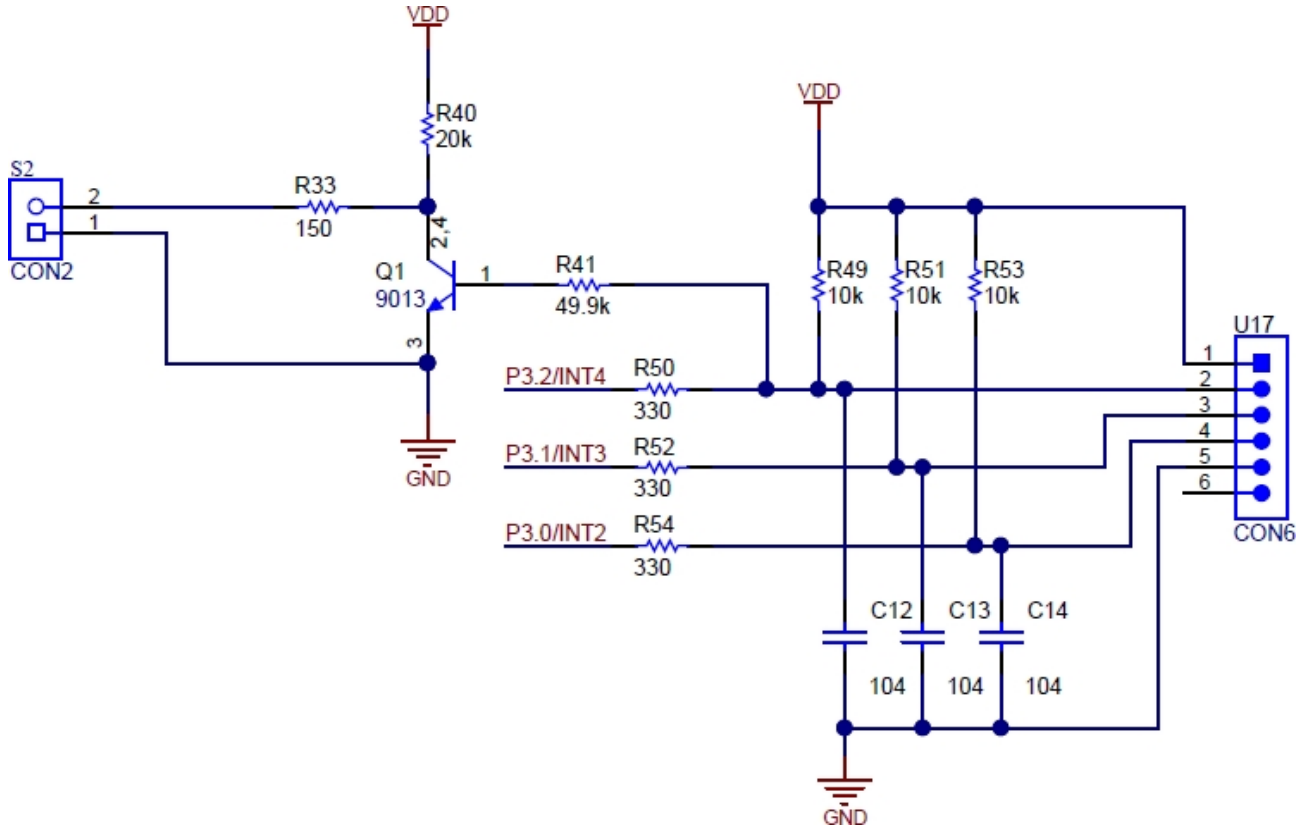 VDD
R40
20k
VDD
S2
2
R33
1
150
2,4
CON2
Q1
9013
1
R41
49.9k
R49
10k
R51
10k
R53
10k
3
U17
1
P3.2/INT4
R50
330
2
3
GND
P3.1/INT3
R52
330
4
5
6
P3.0/INT2
R54
330
CON6
C12
C13
C14
104
104
104
GND